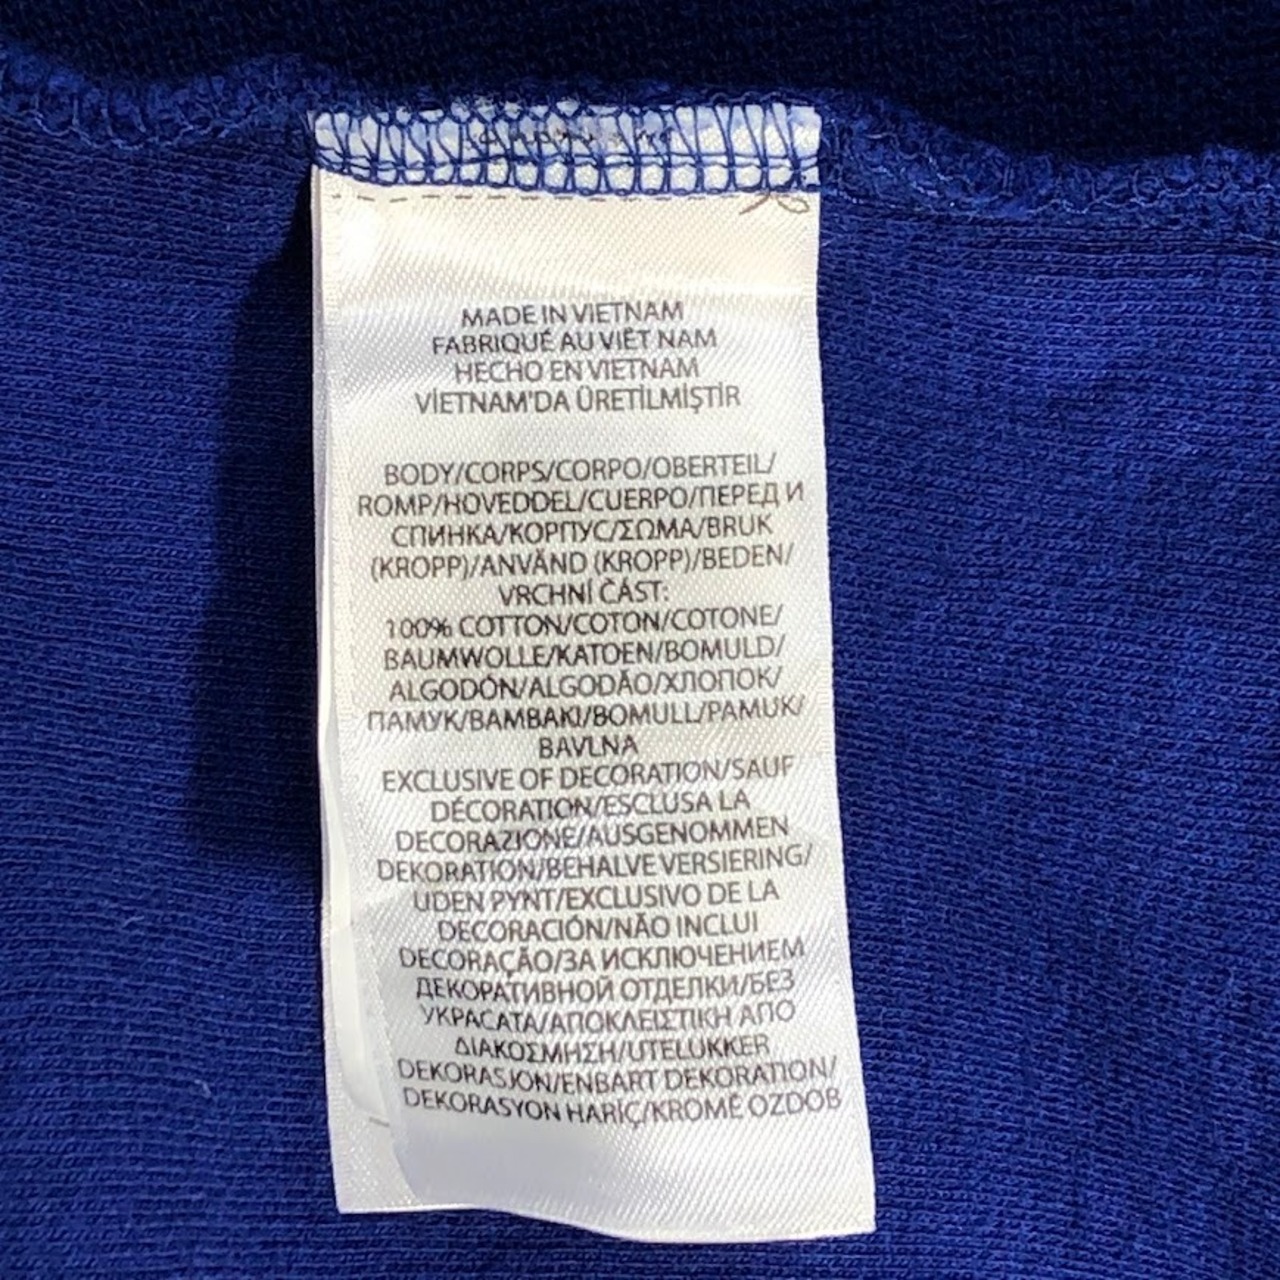 MADE IN VIETNAM
FABRIQUÉ AU VIÊT NAM
HECHO EN VIETNAM
VİETNAM'DA ÜRETİLMİŞTİR
BODY/CORPS/CORPO/OBERTEIL/
ROMP/HOVEDDEL/CUERPO/ПЕРЕД И
СПИНКА/КОРПУС/ΣΩΜΑ/BRUK
(KROPP)/ANVÄND (KROPP)/BEDEN/
VRCHNÍ ČÁST:
100% COTTON/COTON/COTONE/
BAUMWOLLE/KATOEN/BOMULD/
ALGODÓN/ALGODÃO/ХЛОПОК/
ПАМУК/BAMBAKI/BOMULL/PAMUK/
BAVLNA
EXCLUSIVE OF DECORATION/SAUF
DÉCORATION/ESCLUSA LA
DECORAZIONE/AUSGENOMMEN
DEKORATION/BEHALVE VERSIERING/
UDEN PYNT/EXCLUSIVO DE LA
DECORACIÓN/NÃO INCLUI
DECORAÇÃO/ЗА ИСКЛЮЧЕНИЕМ
ДЕКОРАТИВНОЙ ОТДЕЛКИ/БЕЗ
УКРАСАТА/ΑΠΟΚΛΕΙΣΤΙΚΗ ΑΠΟ
ΔΙΑΚΟΣΜΗΣΗ/UTELUKKER
DEKORASJON/ENBART DEKORATION/
DEKORASYON HARİÇ/KROMĚ OZDOB